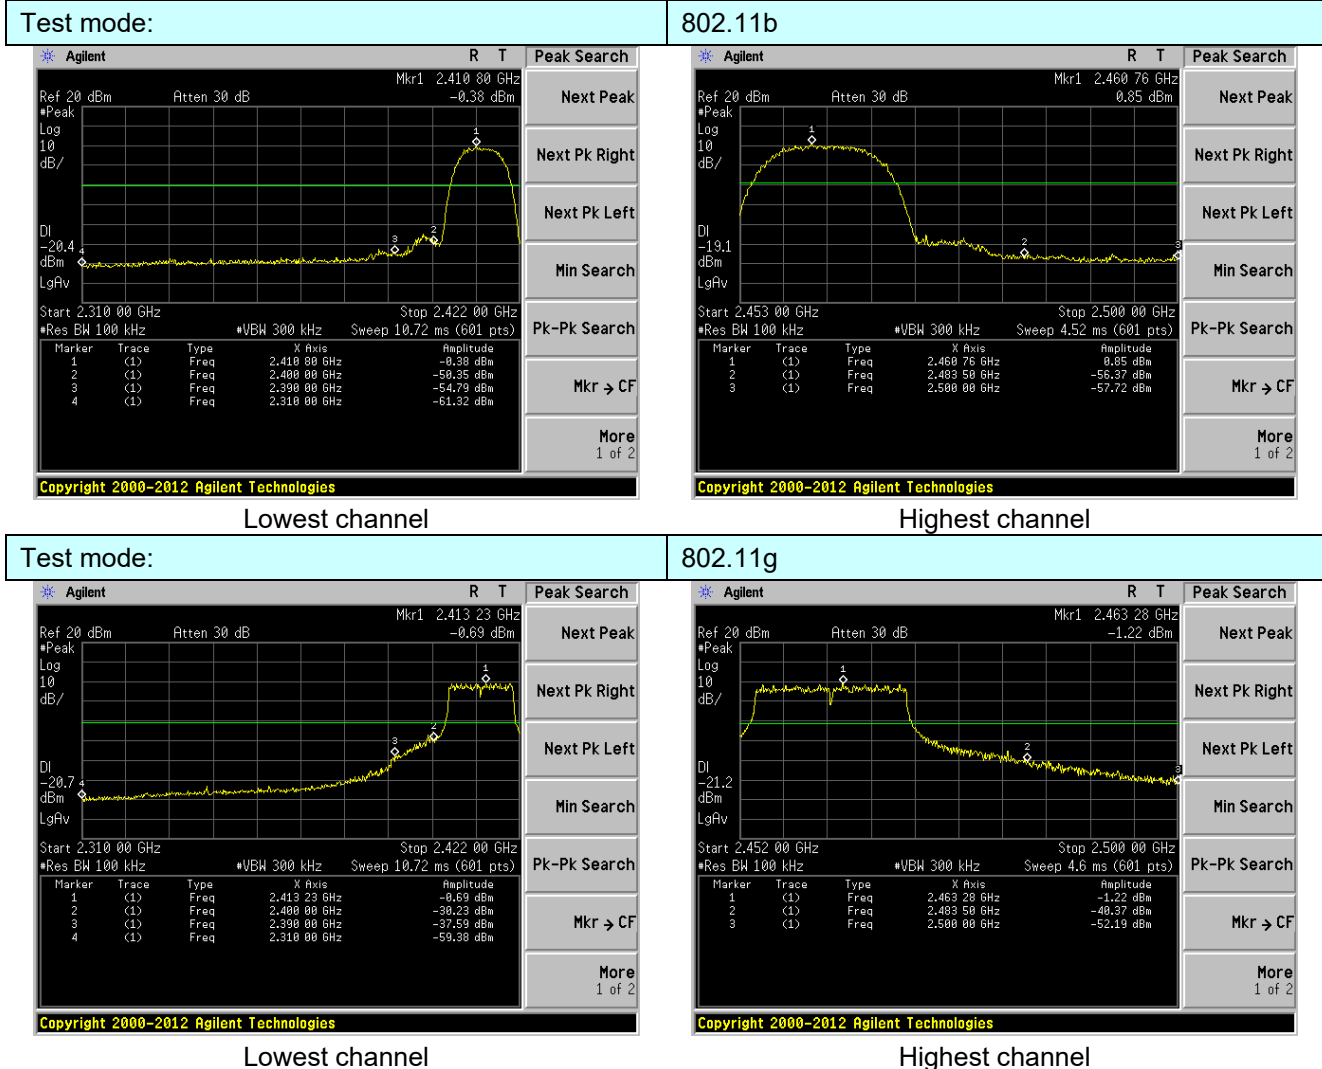 Test mode: 802.11b
Agilent R T Peak Search
Mkr1 2.410 80 GHz
Ref 20 dBm Atten 30 dB -0.38 dBm
#Peak
Log
10
dB/
1
2
3
4
DI
-20.4
dBm
LgAv
Start 2.310 00 GHz Stop 2.422 00 GHz
#Res BW 100 kHz #VBW 300 kHz Sweep 10.72 ms (601 pts)
Marker Trace Type X Axis Amplitude
1 (1) Freq 2.410 80 GHz -0.38 dBm
2 (1) Freq 2.400 00 GHz -50.35 dBm
3 (1) Freq 2.390 00 GHz -54.79 dBm
4 (1) Freq 2.310 00 GHz -61.32 dBm
Next Peak
Next Pk Right
Next Pk Left
Min Search
Pk-Pk Search
Mkr → CF
More
1 of 2
Copyright 2000-2012 Agilent Technologies
Lowest channel
Agilent R T Peak Search
Mkr1 2.460 76 GHz
Ref 20 dBm Atten 30 dB 0.85 dBm
#Peak
Log
10
dB/
1
2
3
DI
-19.1
dBm
LgAv
Start 2.453 00 GHz Stop 2.500 00 GHz
#Res BW 100 kHz #VBW 300 kHz Sweep 4.52 ms (601 pts)
Marker Trace Type X Axis Amplitude
1 (1) Freq 2.460 76 GHz 0.85 dBm
2 (1) Freq 2.483 50 GHz -56.37 dBm
3 (1) Freq 2.500 00 GHz -57.72 dBm
Next Peak
Next Pk Right
Next Pk Left
Min Search
Pk-Pk Search
Mkr → CF
More
1 of 2
Copyright 2000-2012 Agilent Technologies
Highest channel
Test mode: 802.11g
Agilent R T Peak Search
Mkr1 2.413 23 GHz
Ref 20 dBm Atten 30 dB -0.69 dBm
#Peak
Log
10
dB/
1
2
3
4
DI
-20.7
dBm
LgAv
Start 2.310 00 GHz Stop 2.422 00 GHz
#Res BW 100 kHz #VBW 300 kHz Sweep 10.72 ms (601 pts)
Marker Trace Type X Axis Amplitude
1 (1) Freq 2.413 23 GHz -0.69 dBm
2 (1) Freq 2.400 00 GHz -30.23 dBm
3 (1) Freq 2.390 00 GHz -37.59 dBm
4 (1) Freq 2.310 00 GHz -59.38 dBm
Next Peak
Next Pk Right
Next Pk Left
Min Search
Pk-Pk Search
Mkr → CF
More
1 of 2
Copyright 2000-2012 Agilent Technologies
Lowest channel
Agilent R T Peak Search
Mkr1 2.463 28 GHz
Ref 20 dBm Atten 30 dB -1.22 dBm
#Peak
Log
10
dB/
1
2
3
DI
-21.2
dBm
LgAv
Start 2.452 00 GHz Stop 2.500 00 GHz
#Res BW 100 kHz #VBW 300 kHz Sweep 4.6 ms (601 pts)
Marker Trace Type X Axis Amplitude
1 (1) Freq 2.463 28 GHz -1.22 dBm
2 (1) Freq 2.483 50 GHz -40.37 dBm
3 (1) Freq 2.500 00 GHz -52.19 dBm
Next Peak
Next Pk Right
Next Pk Left
Min Search
Pk-Pk Search
Mkr → CF
More
1 of 2
Copyright 2000-2012 Agilent Technologies
Highest channel